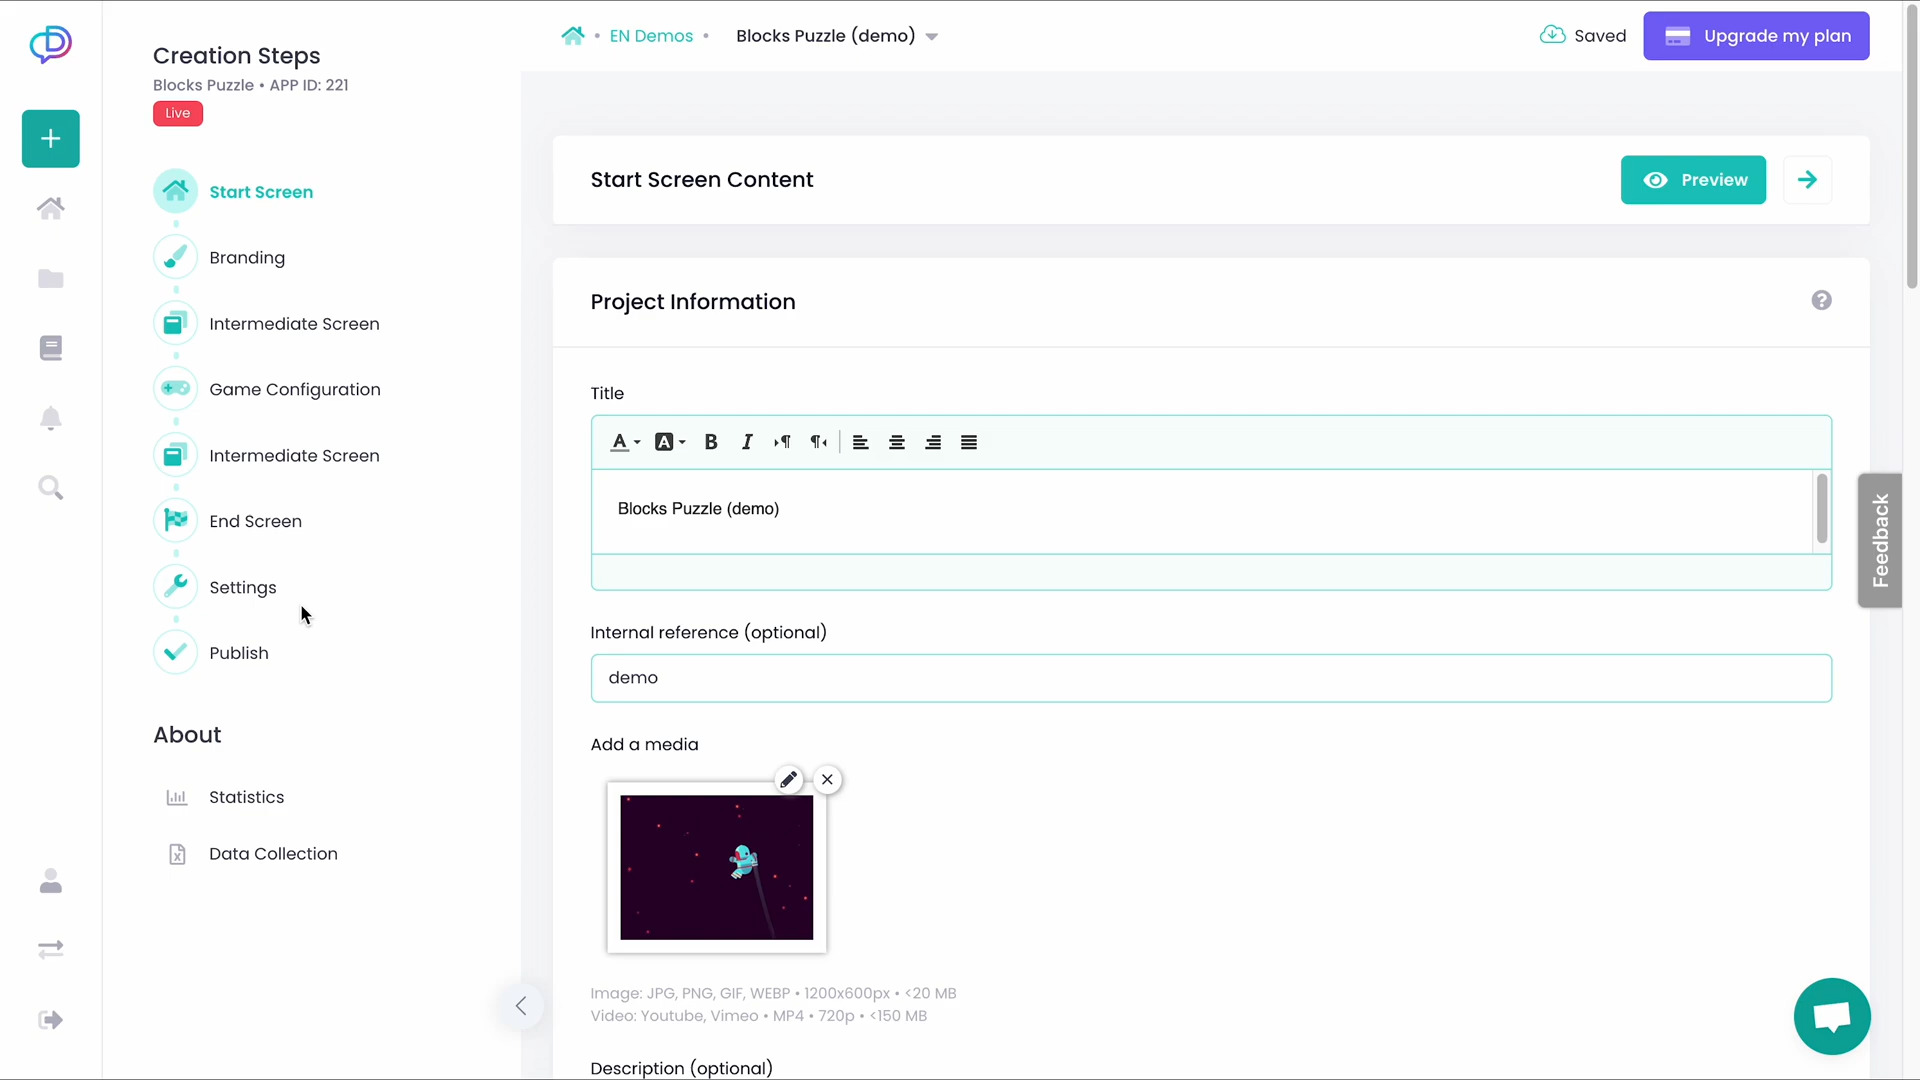 Creation Steps
Blocks Puzzle • APP ID: 221
Live
Start Screen
Branding
Intermediate Screen
Game Configuration
Intermediate Screen
End Screen
Settings
Publish
About
Statistics
Data Collection
• EN Demos • Blocks Puzzle (demo)
Saved
Upgrade my plan
Start Screen Content
Preview
Project Information
Title
A A B I
Blocks Puzzle (demo)
Internal reference (optional)
demo
Add a media
Image: JPG, PNG, GIF, WEBP • 1200x600px • <20 MB
Video: Youtube, Vimeo • MP4 • 720p • <150 MB
Description (optional)
Feedback